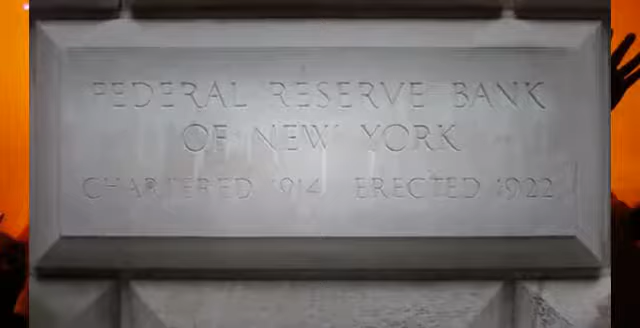 FEDERAL RESERVE BANK
OF NEW YORK
CHARTERED 1914 ERECTED 1922